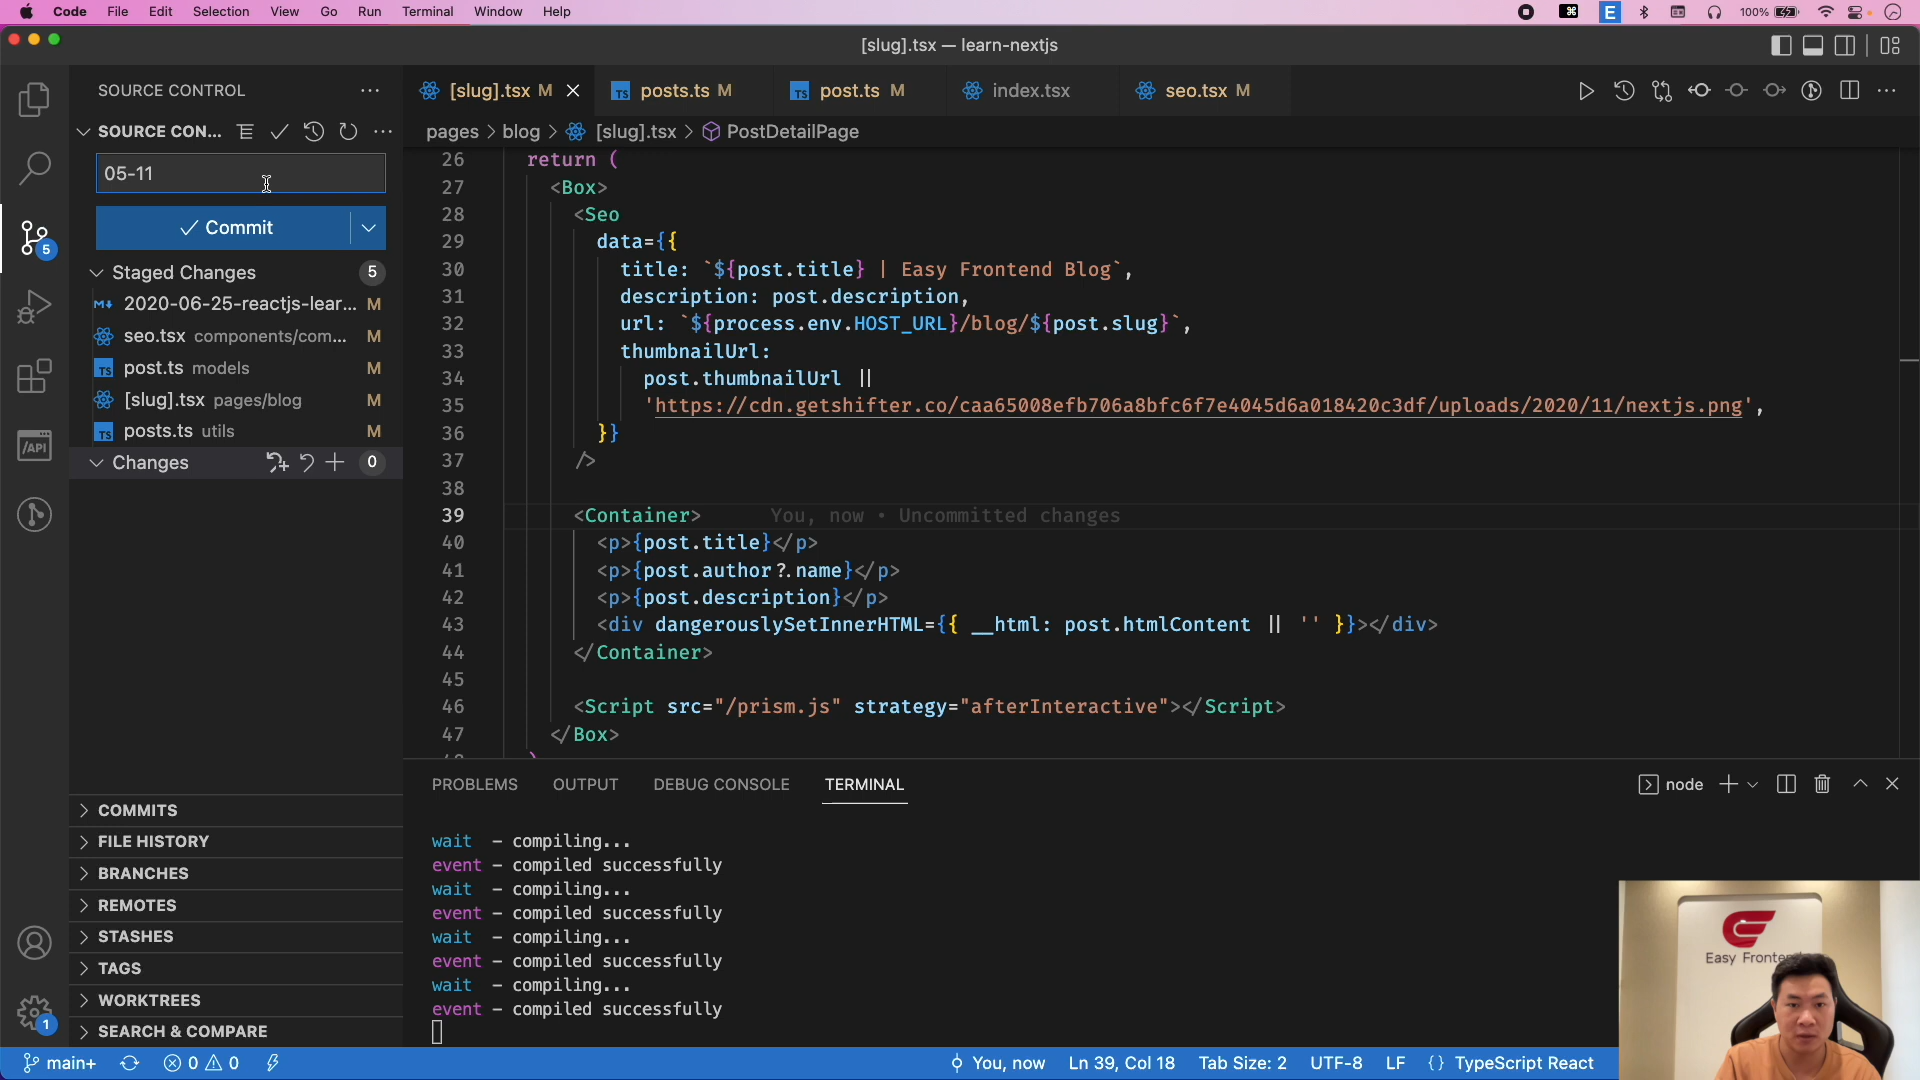 Code File Edit Selection View Go Run Terminal Window Help
E 100%
[slug].tsx — learn-nextjs
SOURCE CONTROL
SOURCE CON...
05-11
Commit
Staged Changes 5
2020-06-25-reactjs-lear... M
seo.tsx components/com... M
post.ts models M
[slug].tsx pages/blog M
posts.ts utils M
Changes 0
5
/API
COMMITS
FILE HISTORY
BRANCHES
REMOTES
STASHES
TAGS
WORKTREES
SEARCH & COMPARE
1
[slug].tsx M
TS posts.ts M
TS post.ts M
index.tsx
seo.tsx M
pages > blog > [slug].tsx > PostDetailPage
26 return (
27 <Box>
28 <Seo
29 data={{
30 title: `${post.title} | Easy Frontend Blog`,
31 description: post.description,
32 url: `${process.env.HOST_URL}/blog/${post.slug}`,
33 thumbnailUrl:
34 post.thumbnailUrl ||
35 'https://cdn.getshifter.co/caa65008efb706a8bfc6f7e4045d6a018420c3df/uploads/2020/11/nextjs.png',
36 }}
37 />
38
39 <Container> You, now • Uncommitted changes
40 <p>{post.title}</p>
41 <p>{post.author?.name}</p>
42 <p>{post.description}</p>
43 <div dangerouslySetInnerHTML={{ __html: post.htmlContent || '' }}></div>
44 </Container>
45
46 <Script src="/prism.js" strategy="afterInteractive"></Script>
47 </Box>
PROBLEMS OUTPUT DEBUG CONSOLE TERMINAL
node
wait - compiling...
event - compiled successfully
wait - compiling...
event - compiled successfully
wait - compiling...
event - compiled successfully
wait - compiling...
event - compiled successfully
Easy Fronte
main+ 0 0
You, now Ln 39, Col 18 Tab Size: 2 UTF-8 LF {} TypeScript React